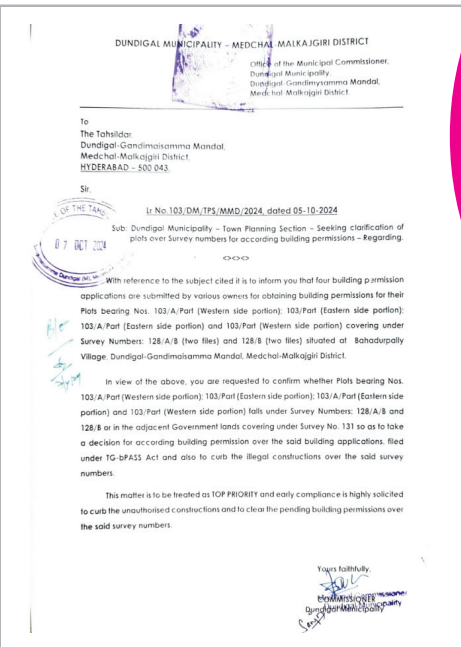 DUNDIGAL MUNICIPALITY – MEDCHAL-MALKAJGIRI DISTRICT
Office of the Municipal Commissioner,
Dundigal Municipality,
Dundigal-Gandimysamma Mandal,
Medchal-Malkajgiri District.
To
The Tahsildar,
Dundigal-Gandimaisamma Mandal,
Medchal-Malkajgiri District,
HYDERABAD – 500 043.
Sir,
OF THE TAHS
07 OCT 2024
Dundigal
Lr No.103/DM/TPS/MMD/2024, dated 05-10-2024
Sub: Dundigal Municipality – Town Planning Section – Seeking clarification of
plots over Survey numbers for according building permissions – Regarding.
<><><>
With reference to the subject cited it is to inform you that four building permission
applications are submitted by various owners for obtaining building permissions for their
Plots bearing Nos. 103/A/Part (Western side portion); 103/Part (Eastern side portion);
103/A/Part (Eastern side portion) and 103/Part (Western side portion) covering under
Survey Numbers: 128/A/B (two files) and 128/B (two files) situated at Bahadurpally
Village, Dundigal-Gandimaisamma Mandal, Medchal-Malkajgiri District.
In view of the above, you are requested to confirm whether Plots bearing Nos.
103/A/Part (Western side portion); 103/Part (Eastern side portion); 103/A/Part (Eastern side
portion) and 103/Part (Western side portion) falls under Survey Numbers: 128/A/B and
128/B or in the adjacent Government lands covering under Survey No. 131 so as to take
a decision for according building permission over the said building applications, filed
under TG-bPASS Act and also to curb the illegal constructions over the said survey
numbers.
This matter is to be treated as TOP PRIORITY and early compliance is highly solicited
to curb the unauthorised constructions and to clear the pending building permissions over
the said survey numbers.
Yours faithfully,
COMMISSIONER
Dundigal Municipality